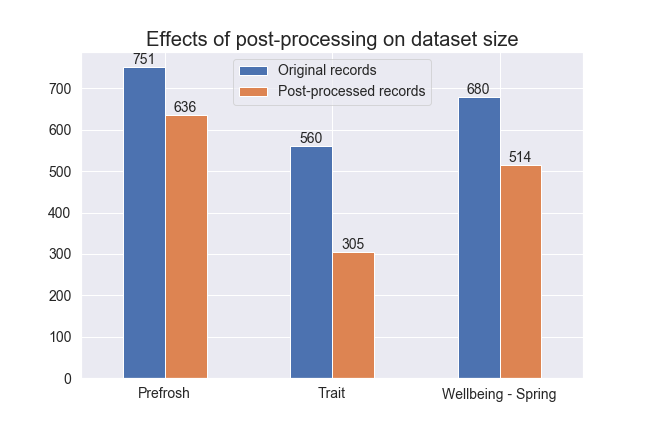 Effects of post-processing on dataset size
751
Original records
Post-processed records
700
680
636
600
560
514
500
400
305
300
200
100
0
Prefrosh
Trait
Wellbeing - Spring